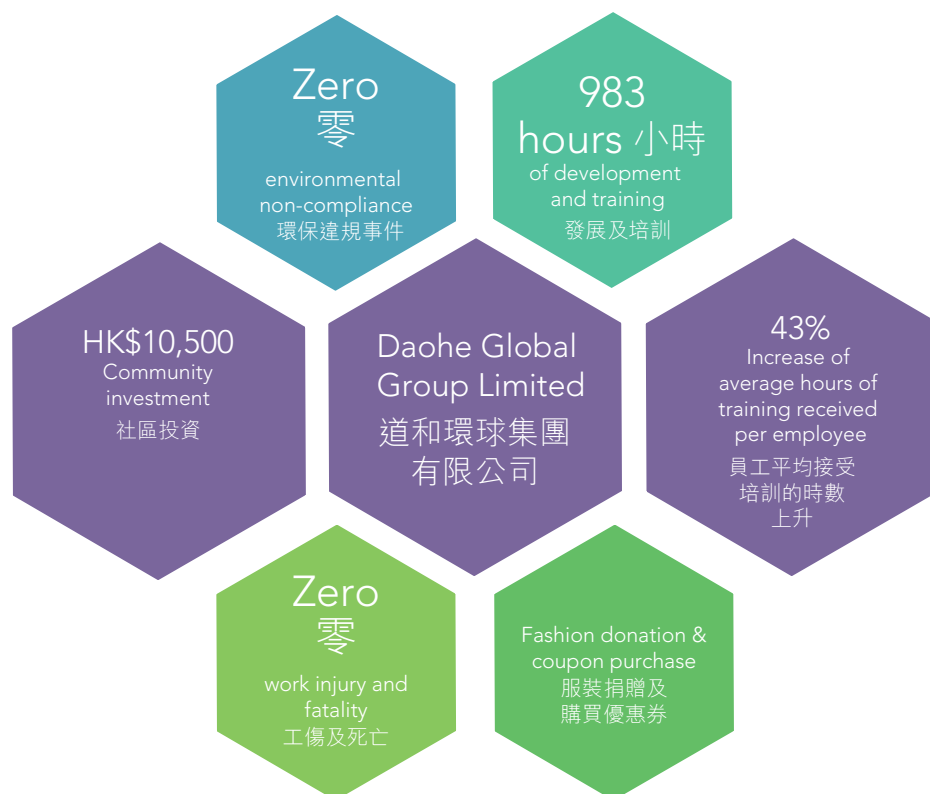 Zero
零
environmental
non-compliance
環保違規事件
983
hours 小時
of development
and training
發展及培訓
HK$10,500
Community
investment
社區投資
Daohe Global
Group Limited
道和環球集團
有限公司
43%
Increase of
average hours of
training received
per employee
員工平均接受
培訓的時數
上升
Zero
零
work injury and
fatality
工傷及死亡
Fashion donation &
coupon purchase
服裝捐贈及
購買優惠券